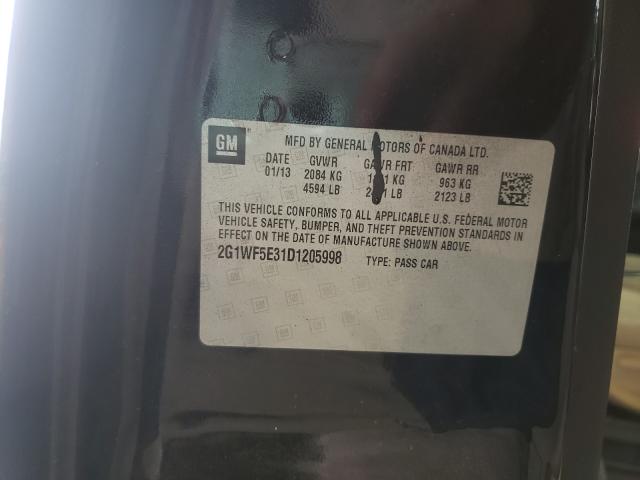 GM
MFD BY GENERAL MOTORS OF CANADA LTD.
DATE GVWR GAWR FRT GAWR RR
01/13 2084 KG KG 963 KG
4594 LB LB 2123 LB
THIS VEHICLE CONFORMS TO ALL APPLICABLE U.S. FEDERAL MOTOR
VEHICLE SAFETY, BUMPER, AND THEFT PREVENTION STANDARDS IN
EFFECT ON THE DATE OF MANUFACTURE SHOWN ABOVE.
2G1WF5E31D1205998 TYPE: PASS CAR